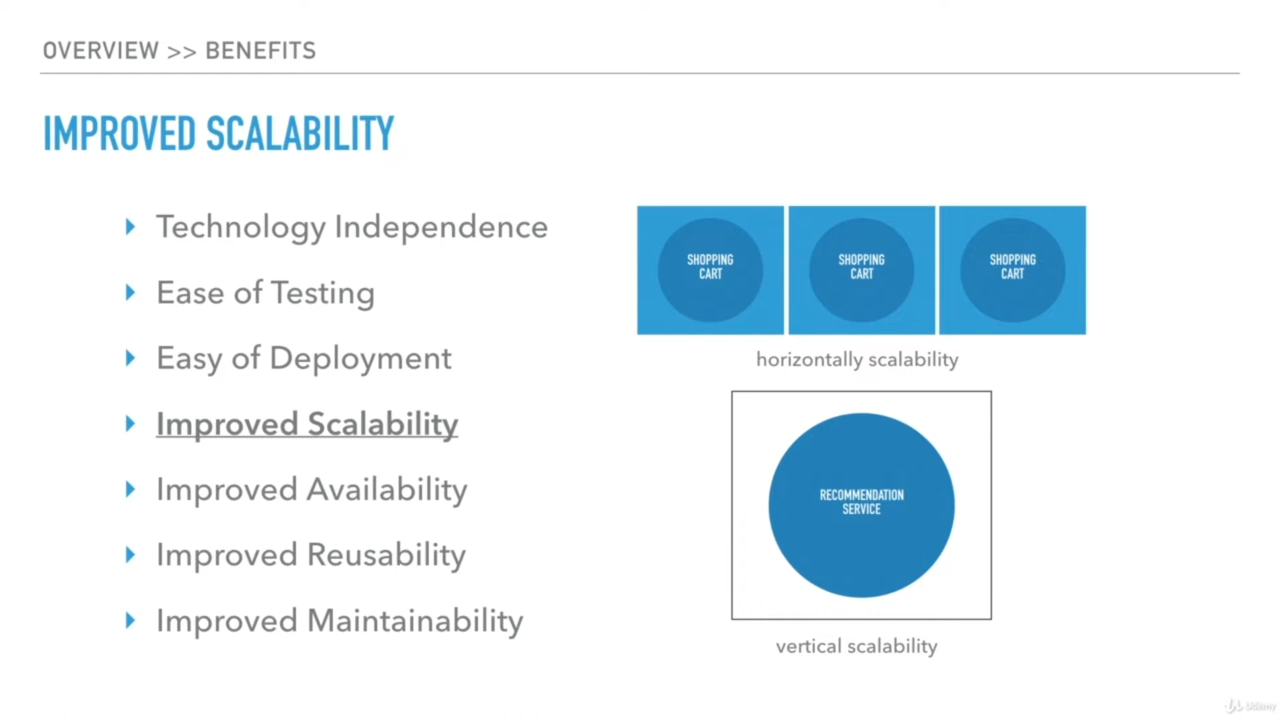 OVERVIEW >> BENEFITS
IMPROVED SCALABILITY
Technology Independence
Ease of Testing
Easy of Deployment
Improved Scalability
Improved Availability
Improved Reusability
Improved Maintainability
SHOPPING
CART
SHOPPING
CART
SHOPPING
CART
horizontally scalability
RECOMMENDATION
SERVICE
vertical scalability
Udemy